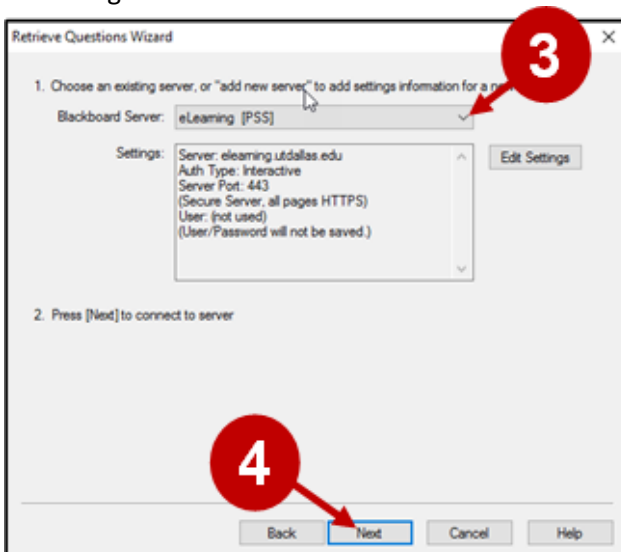 Retrieve Questions Wizard
3
1. Choose an existing server, or "add new server" to add settings information for a
Blackboard Server: eLearning [PSS]
Settings: Server: elearning.utdallas.edu
Edit Settings
Auth Type: Interactive
Server Port: 443
(Secure Server, all pages HTTPS)
User: (not used)
(User/Password will not be saved.)
2. Press [Next] to connect to server
4
Back Next Cancel Help